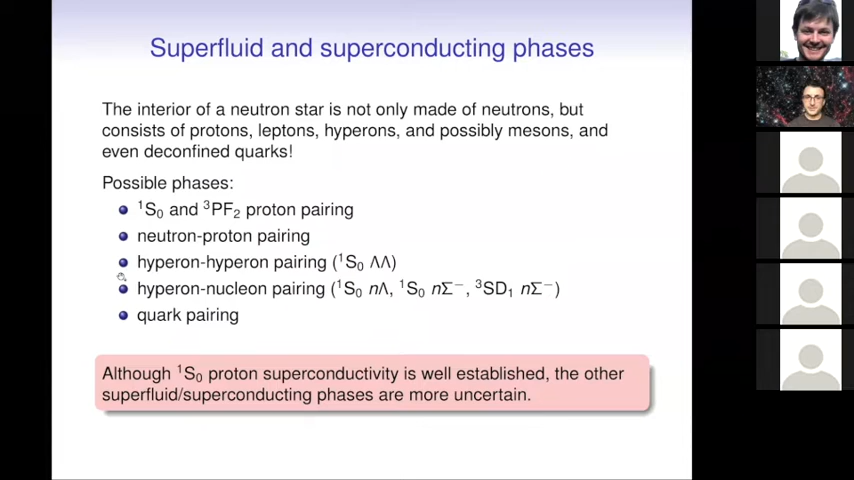 Superfluid and superconducting phases
The interior of a neutron star is not only made of neutrons, but
consists of protons, leptons, hyperons, and possibly mesons, and
even deconfined quarks!
Possible phases:
¹S₀ and ³PF₂ proton pairing
neutron-proton pairing
hyperon-hyperon pairing (¹S₀ ΛΛ)
hyperon-nucleon pairing (¹S₀ nΛ, ¹S₀ nΣ⁻, ³SD₁ nΣ⁻)
quark pairing
Although ¹S₀ proton superconductivity is well established, the other
superfluid/superconducting phases are more uncertain.